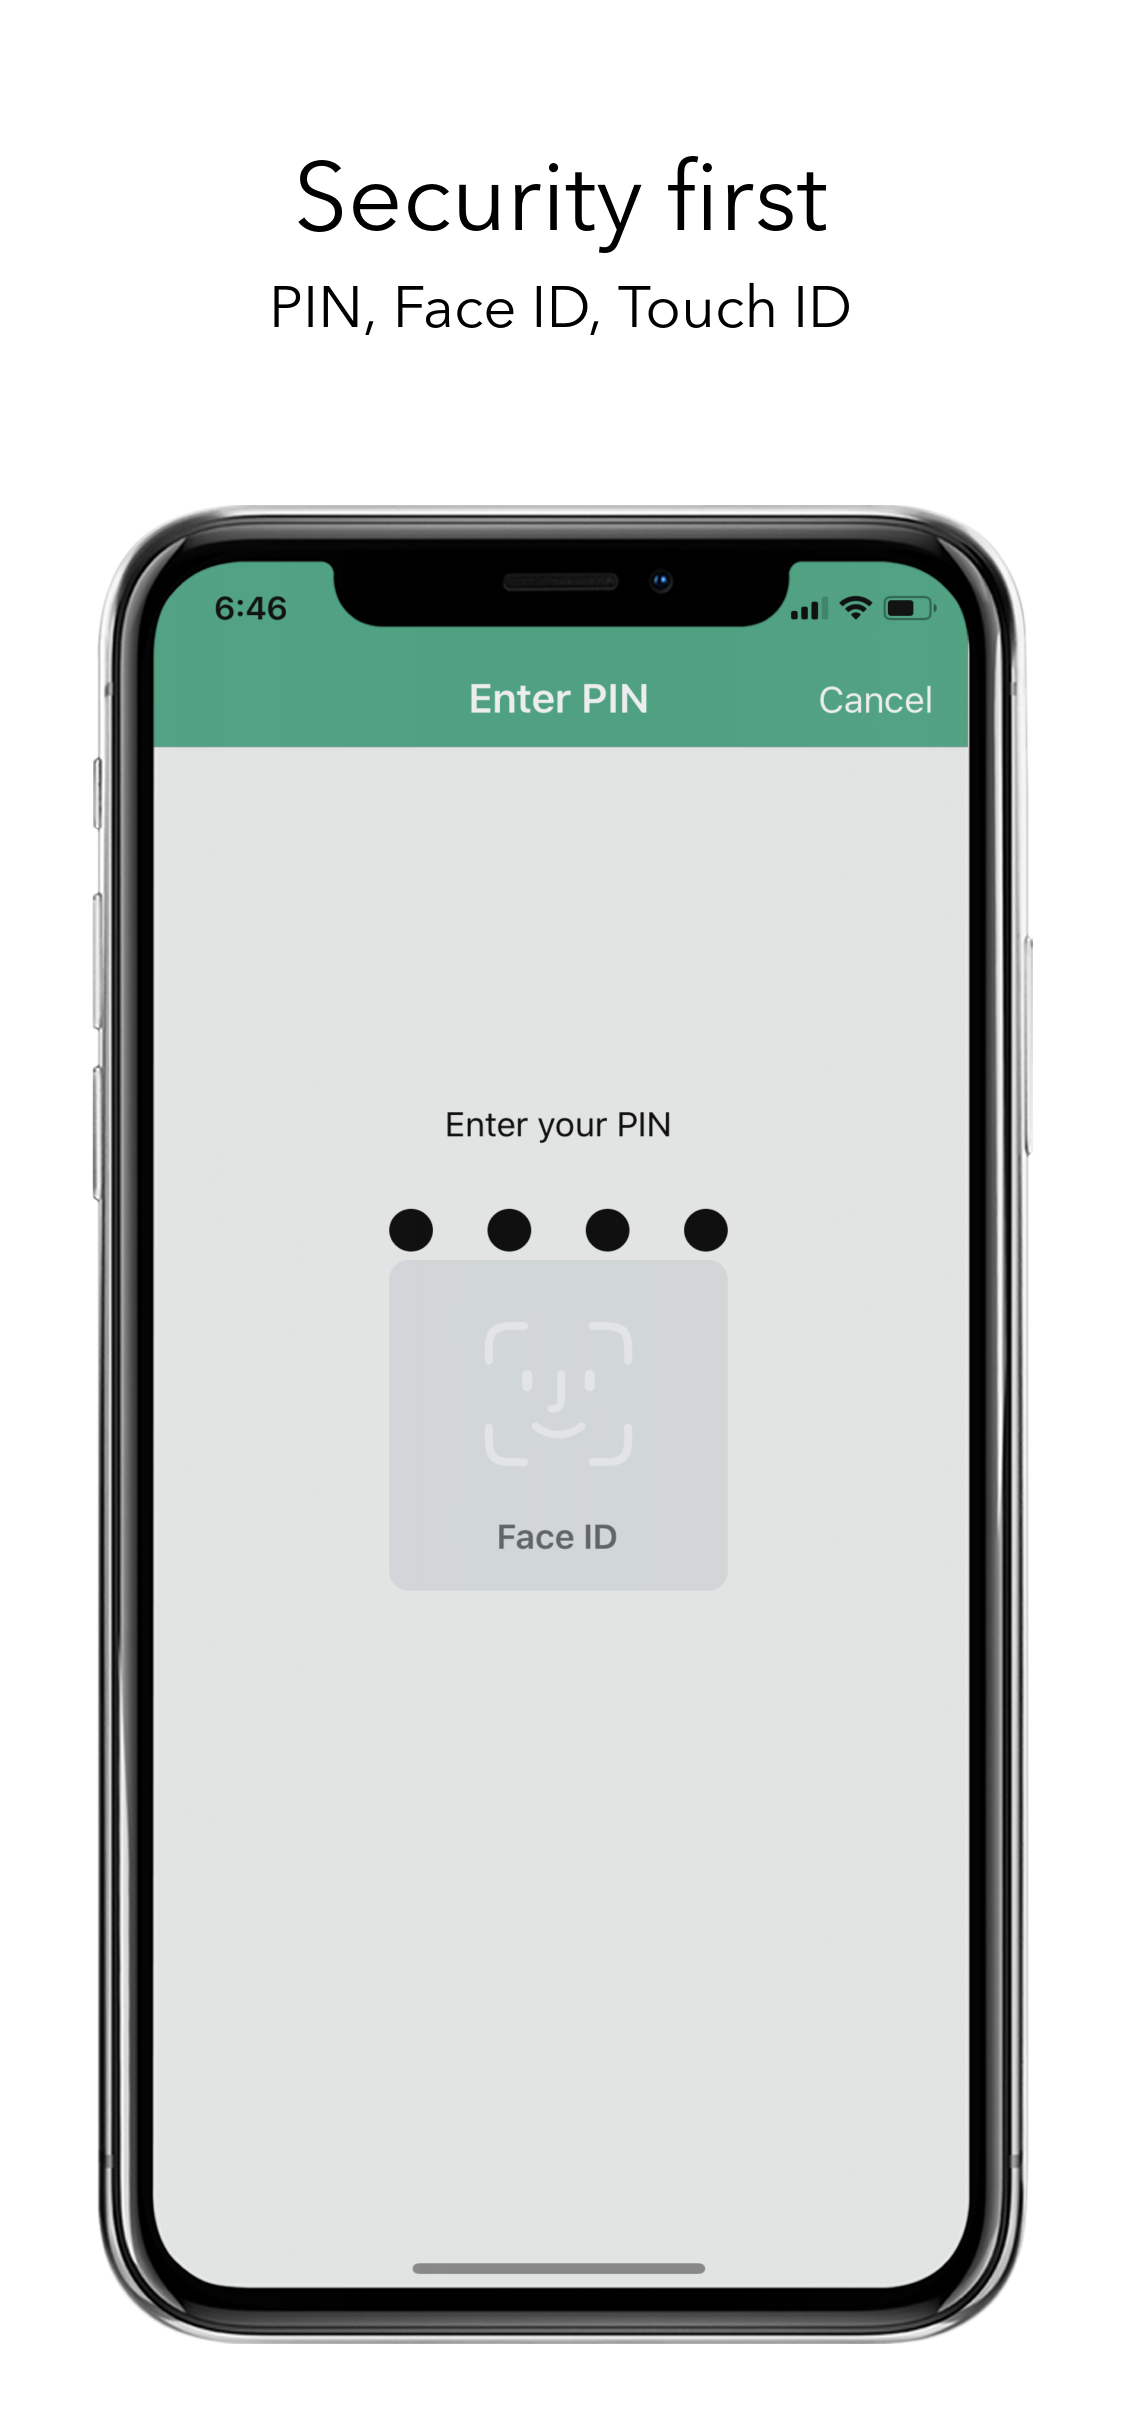 Security first
PIN, Face ID, Touch ID
6:46
Enter PIN
Cancel
Enter your PIN
Face ID